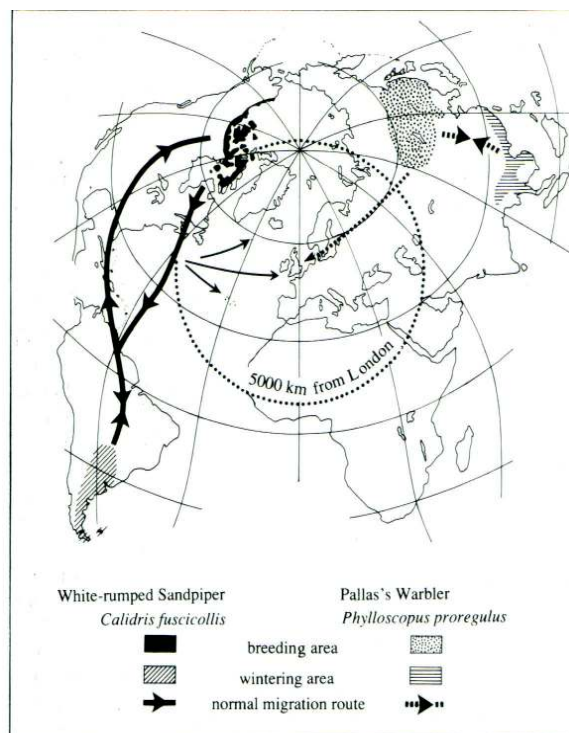 5000 km from London
White-rumped Sandpiper Pallas's Warbler
Calidris fuscicollis Phylloscopus proregulus
breeding area
wintering area
normal migration route